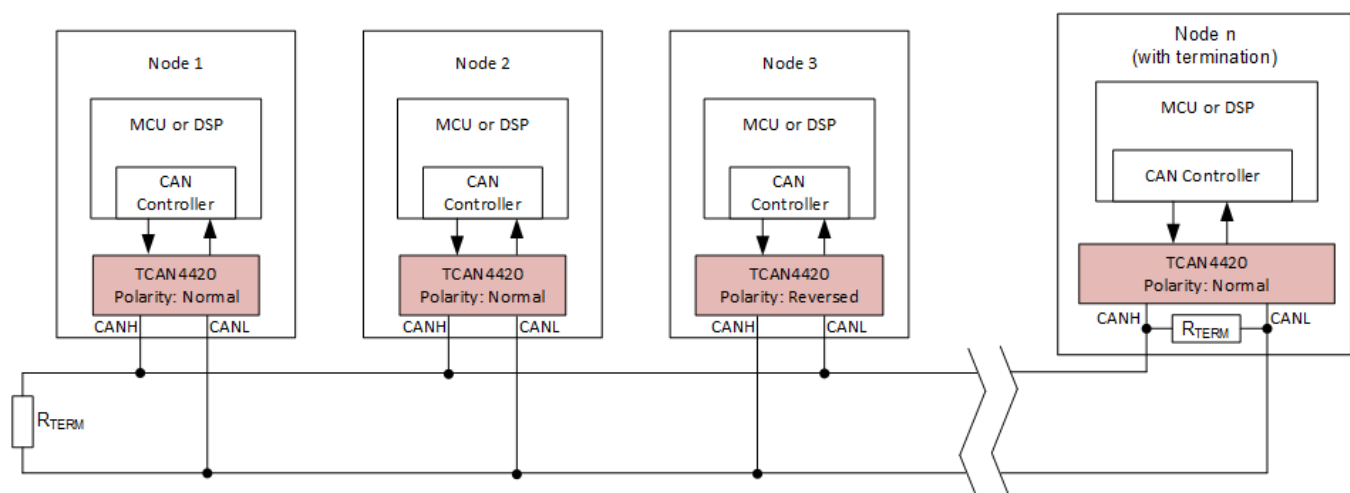 Node 1
MCU or DSP
CAN
Controller
TCAN4420
Polarity: Normal
CANH
CANL
Node 2
MCU or DSP
CAN
Controller
TCAN4420
Polarity: Normal
CANH
CANL
Node 3
MCU or DSP
CAN
Controller
TCAN4420
Polarity: Reversed
CANH
CANL
Node n
(with termination)
MCU or DSP
CAN Controller
TCAN4420
Polarity: Normal
CANH
RTERM
CANL
RTERM